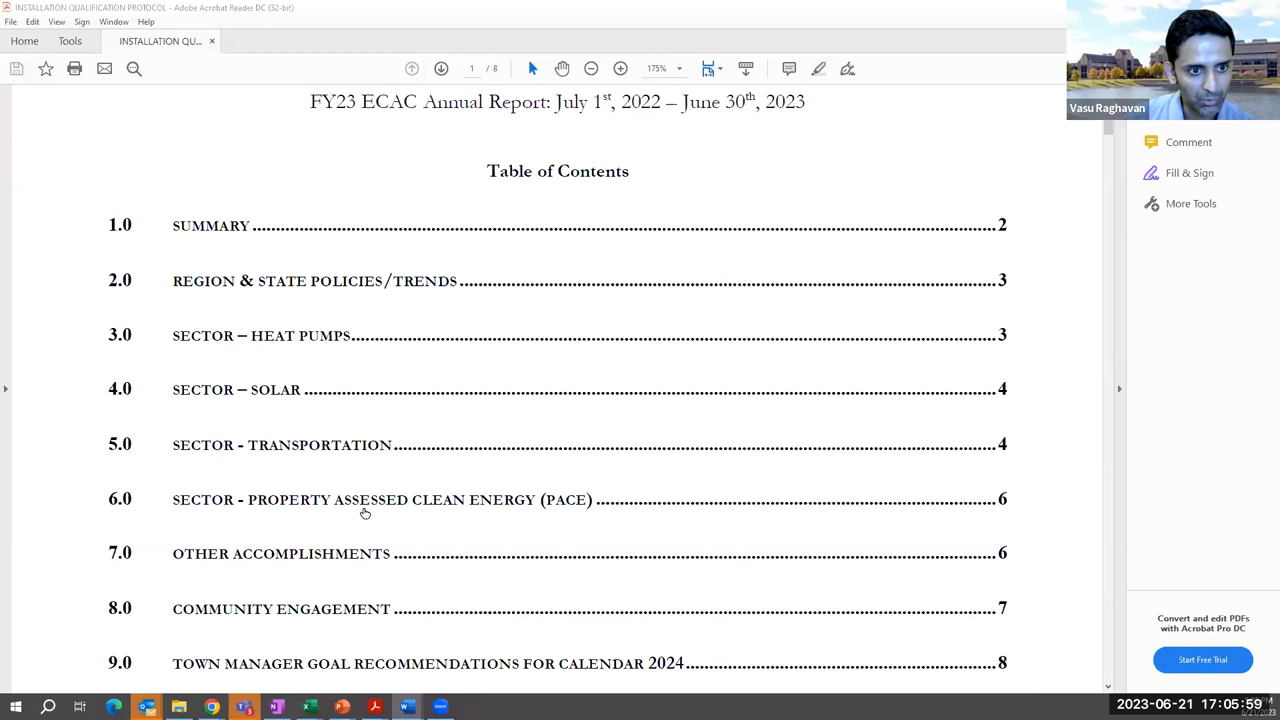 INSTALLATION QUALIFICATION PROTOCOL - Adobe Acrobat Reader DC (32-bit)
File Edit View Sign Window Help
Home Tools INSTALLATION QU... ×
1 / 8 175%
Vasu Raghavan
FY23 ECAC Annual Report: July 1st, 2022 – June 30th, 2023
Table of Contents
1.0 SUMMARY 2
2.0 REGION & STATE POLICIES/TRENDS 3
3.0 SECTOR – HEAT PUMPS 3
4.0 SECTOR – SOLAR 4
5.0 SECTOR - TRANSPORTATION 4
6.0 SECTOR - PROPERTY ASSESSED CLEAN ENERGY (PACE) 6
7.0 OTHER ACCOMPLISHMENTS 6
8.0 COMMUNITY ENGAGEMENT 7
9.0 TOWN MANAGER GOAL RECOMMENDATIONS FOR CALENDAR 2024 8
Comment
Fill & Sign
More Tools
Convert and edit PDFs
with Acrobat Pro DC
Start Free Trial
2023-06-21 17:05:59